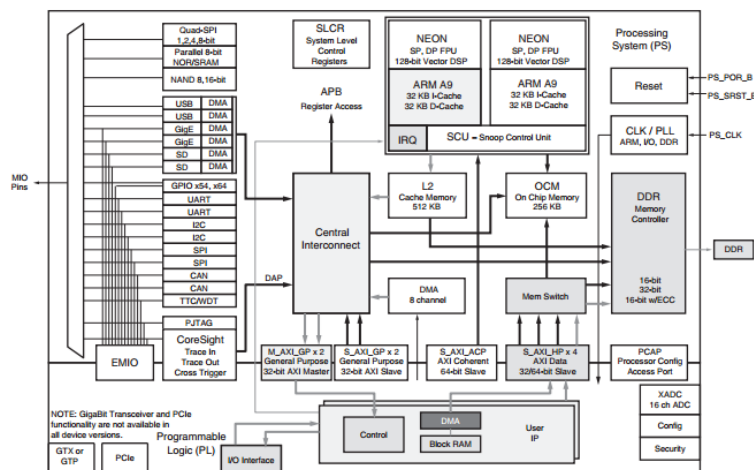 Quad-SPI
1,2,4,8-bit
Parallel 8-bit
NOR/SRAM
NAND 8,16-bit
USB DMA
USB DMA
GigE DMA
GigE DMA
SD DMA
SD DMA
GPIO x54, x64
UART
UART
I2C
I2C
SPI
SPI
CAN
CAN
TTC/WDT
PJTAG
CoreSight
Trace In
Trace Out
Cross Trigger
MIO
Pins
EMIO
DAP
SLCR
System Level
Control
Registers
APB
Register Access
Central
Interconnect
NEON
SP, DP FPU
128-bit Vector DSP
ARM A9
32 KB I-Cache
32 KB D-Cache
NEON
SP, DP FPU
128-bit Vector DSP
ARM A9
32 KB I-Cache
32 KB D-Cache
IRQ
SCU = Snoop Control Unit
L2
Cache Memory
512 KB
OCM
On Chip Memory
256 KB
DMA
8 channel
Mem Switch
Processing
System (PS)
Reset
PS_POR_B
PS_SRST_B
CLK / PLL
ARM, I/O, DDR
PS_CLK
DDR
Memory
Controller
16-bit
32-bit
16-bit w/ECC
DDR
M_AXI_GP x 2
General Purpose
32-bit AXI Master
S_AXI_GP x 2
General Purpose
32-bit AXI Slave
S_AXI_ACP
AXI Coherent
64-bit Slave
S_AXI_HP x 4
AXI Data
32/64-bit Slave
PCAP
Processor Config
Access Port
XADC
16 ch ADC
Config
Security
NOTE: GigaBit Transceiver and PCIe
functionality are not available in
all device versions.
Programmable
Logic (PL)
GTX or
GTP
PCIe
I/O Interface
Control
DMA
Block RAM
User
IP